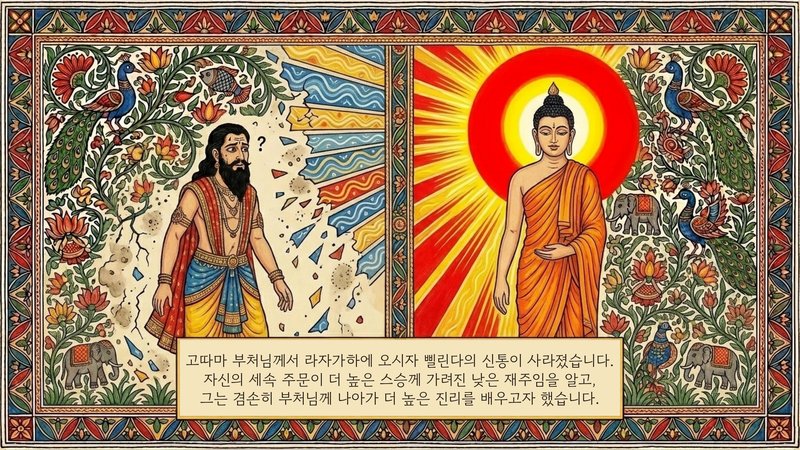 ?
고따마 부처님께서 라자가하에 오시자 삘린다의 신통이 사라졌습니다.
자신의 세속 주문이 더 높은 스승께 가려진 낮은 재주임을 알고,
그는 겸손히 부처님께 나아가 더 높은 진리를 배우고자 했습니다.